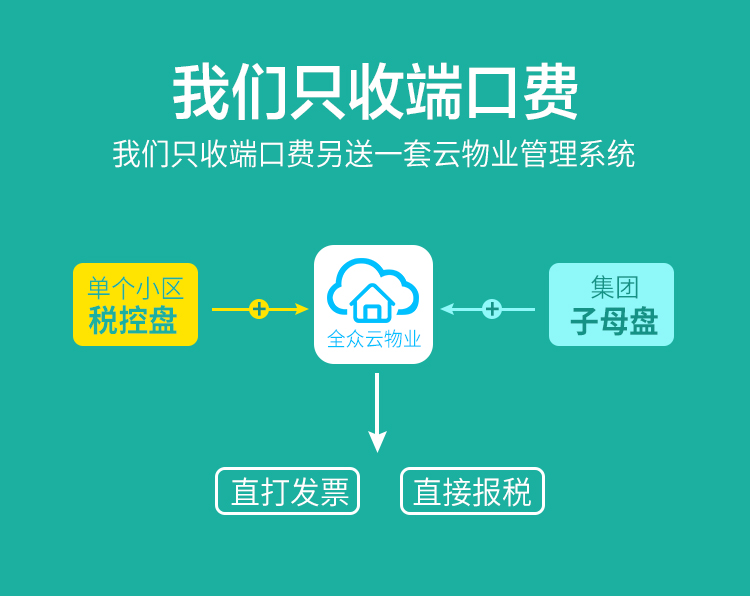 我们只收端口费
我们只收端口费另送一套云物业管理系统
单个小区
税控盘
全众云物业
集团
子母盘
直打发票
直接报税